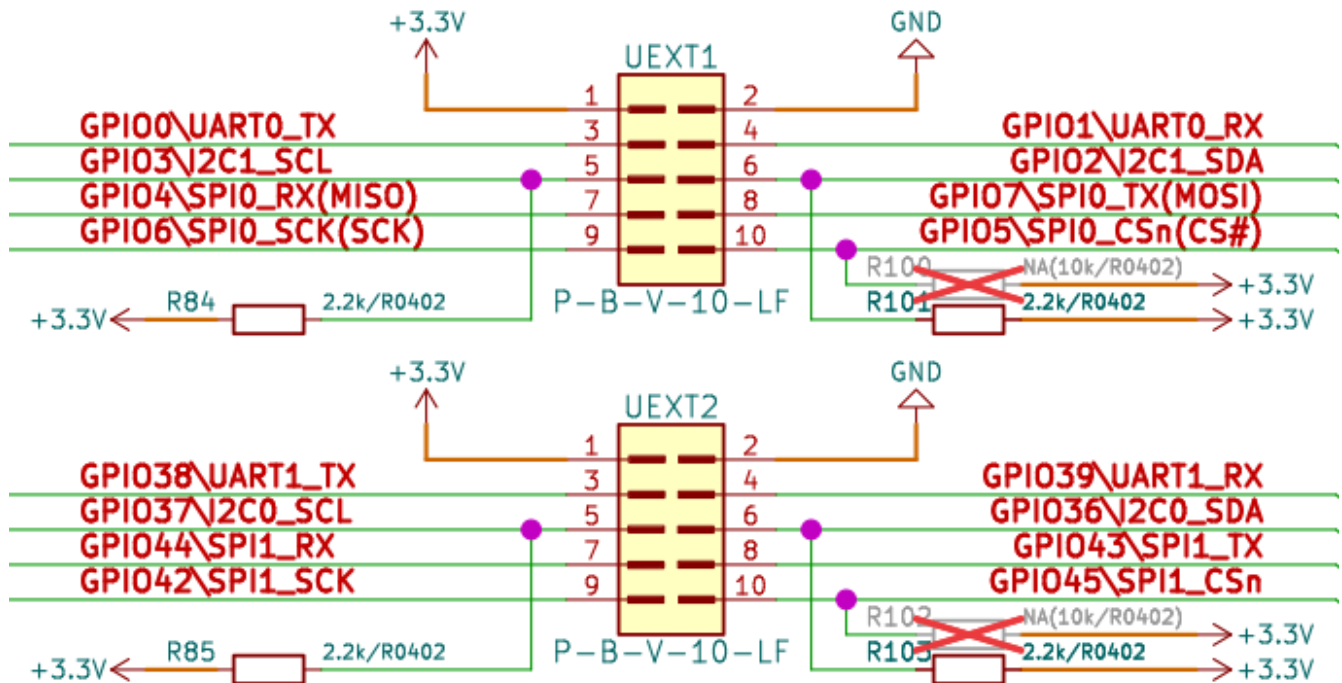 +3.3V
GND
UEXT1
1 2
GPIO0\UART0_TX 3 4 GPIO1\UART0_RX
GPIO3\I2C1_SCL 5 6 GPIO2\I2C1_SDA
GPIO4\SPI0_RX(MISO) 7 8 GPIO7\SPI0_TX(MOSI)
GPIO6\SPI0_SCK(SCK) 9 10 GPIO5\SPI0_CSn(CS#)
R100 NA(10k/R0402) +3.3V
P-B-V-10-LF
+3.3V R84 2.2k/R0402
R101 2.2k/R0402 +3.3V
+3.3V
GND
UEXT2
1 2
GPIO38\UART1_TX 3 4 GPIO39\UART1_RX
GPIO37\I2C0_SCL 5 6 GPIO36\I2C0_SDA
GPIO44\SPI1_RX 7 8 GPIO43\SPI1_TX
GPIO42\SPI1_SCK 9 10 GPIO45\SPI1_CSn
R102 NA(10k/R0402) +3.3V
P-B-V-10-LF
+3.3V R85 2.2k/R0402
R103 2.2k/R0402 +3.3V